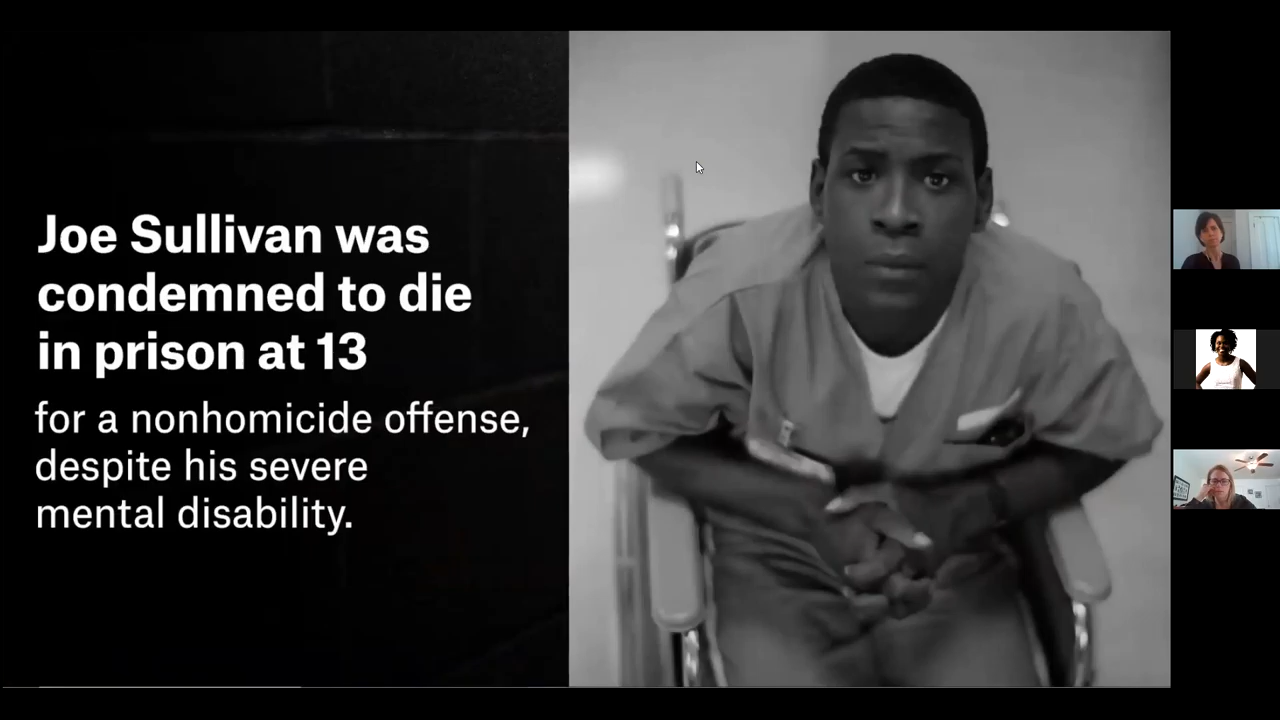 Joe Sullivan was
condemned to die
in prison at 13
for a nonhomicide offense,
despite his severe
mental disability.